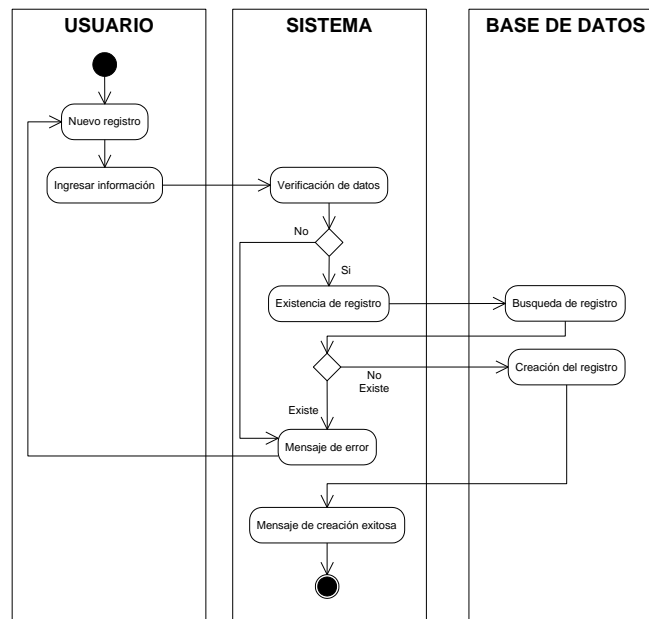 USUARIO
SISTEMA
BASE DE DATOS
Nuevo registro
Ingresar información
Verificación de datos
No
Si
Existencia de registro
Busqueda de registro
No
Existe
Creación del registro
Existe
Mensaje de error
Mensaje de creación exitosa